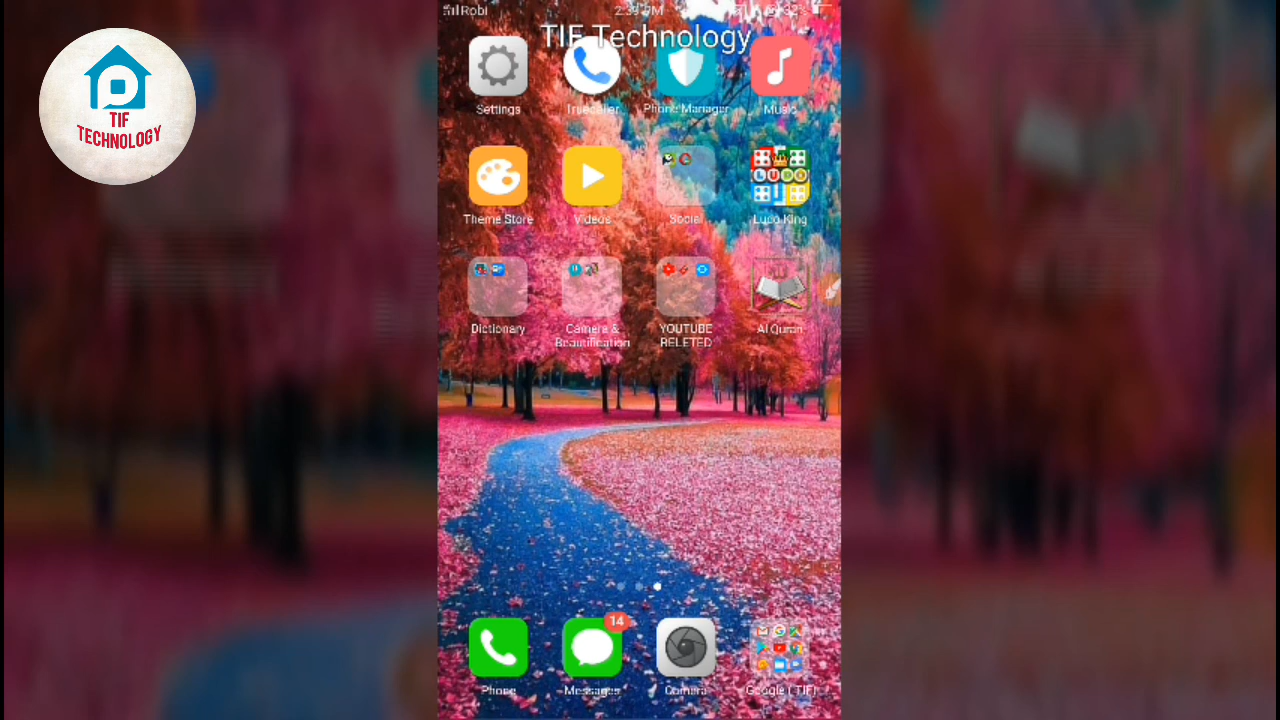 Robi
TIF Technology
TIF
TECHNOLOGY
Settings
Truecaller
Phone Manager
Music
Theme Store
Videos
Social
LUDO
Ludo King
Dictionary
Camera &
Beautification
YOUTUBE
RELETED
Al Quran
14
Phone
Messages
Camera
Google ( TIF)